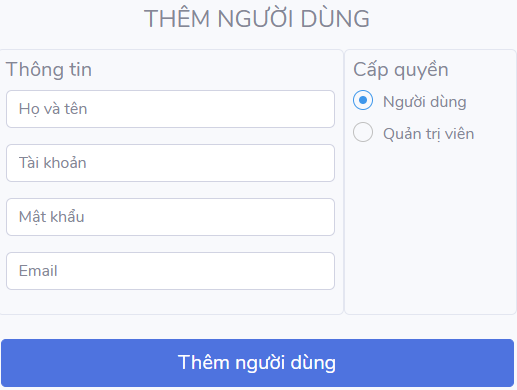 THÊM NGƯỜI DÙNG
Thông tin
Họ và tên
Tài khoản
Mật khẩu
Email
Cấp quyền
Người dùng
Quản trị viên
Thêm người dùng